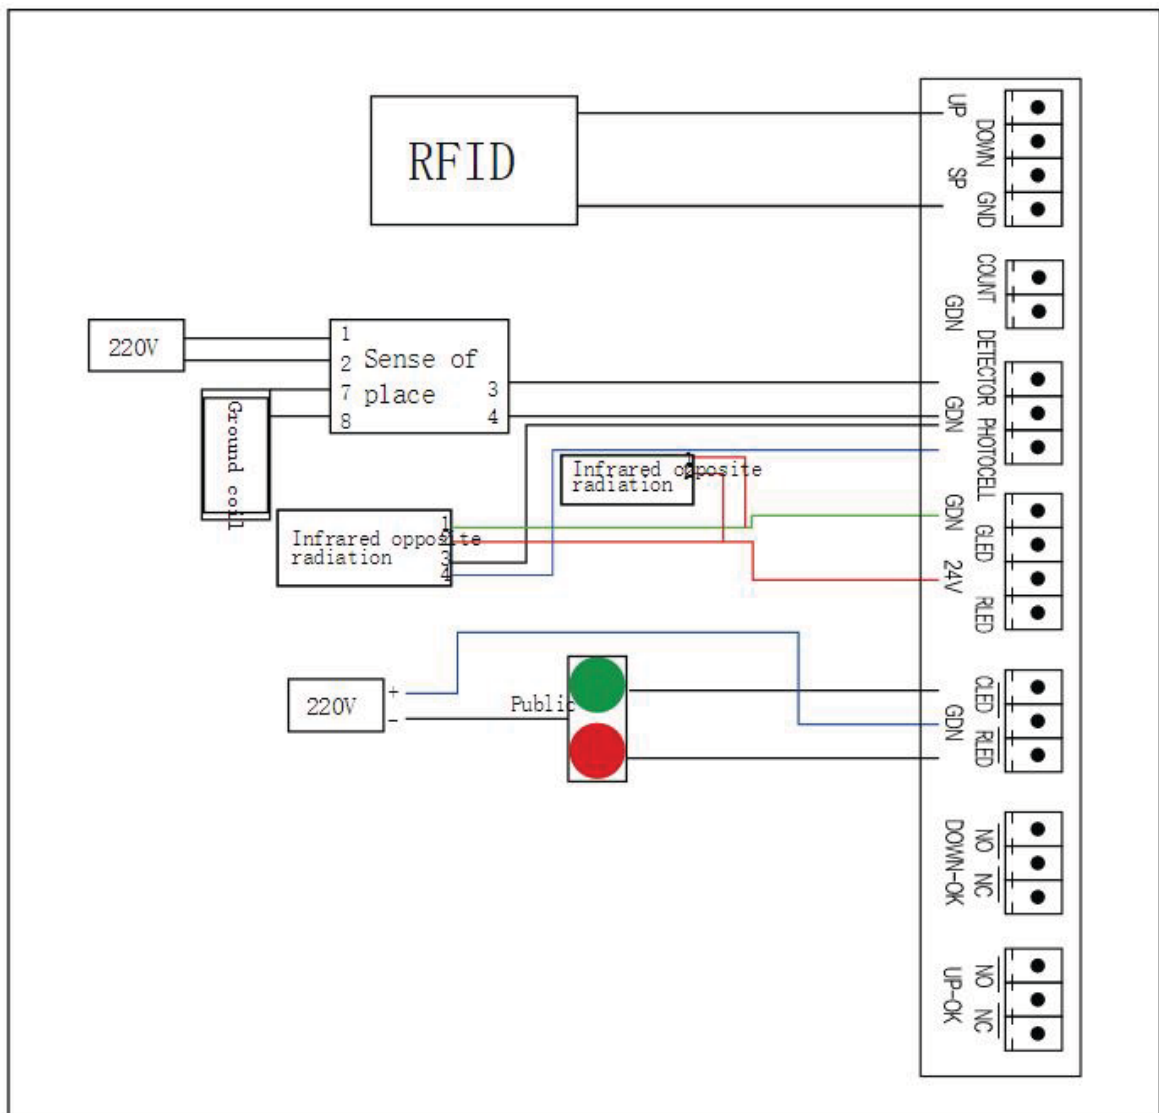 RFID
220V
1
2
7
8
Sense of
place
3
4
Ground coil
Infrared opposite
radiation
1
Infrared opposite
radiation
1
2
3
4
220V
+
-
Public
UP
DOWN
SP
GND
COUNT
GDN
DETECTOR
GDN
PHOTOCELL
GDN
GLED
24V
RLED
CLED
GDN
RLED
NO
DOWN-OK
NC
NO
UP-OK
NC